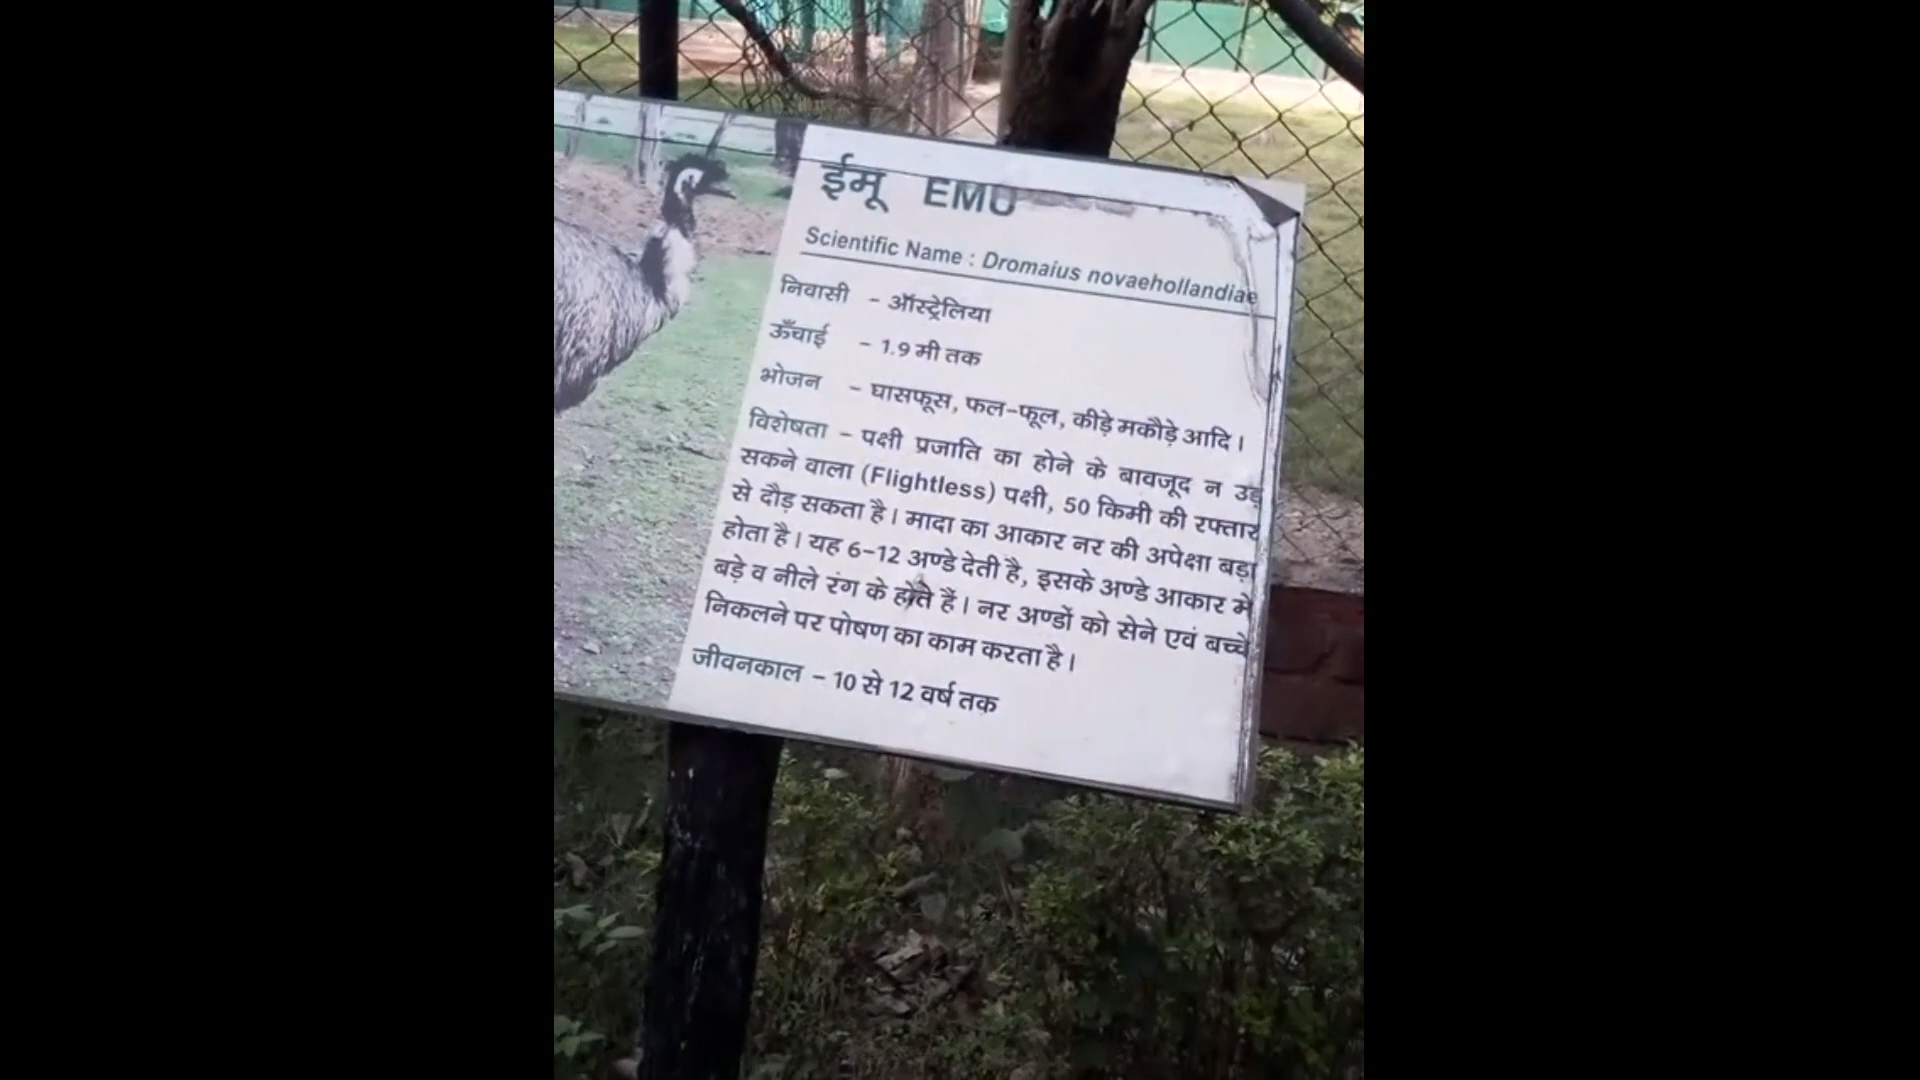 ईमू EMU
Scientific Name : Dromaius novaehollandiae
निवासी - ऑस्ट्रेलिया
ऊँचाई - 1.9 मी तक
भोजन - घासफूस, फल-फूल, कीड़े मकौड़े आदि।
विशेषता - पक्षी प्रजाति का होने के बावजूद न उड़
सकने वाला (Flightless) पक्षी, 50 किमी की रफ्तार
से दौड़ सकता है। मादा का आकार नर की अपेक्षा बड़ा
होता है। यह 6-12 अण्डे देती है, इसके अण्डे आकार में
बड़े व नीले रंग के होते हैं। नर अण्डों को सेने एवं बच्चे
निकलने पर पोषण का काम करता है।
जीवनकाल - 10 से 12 वर्ष तक